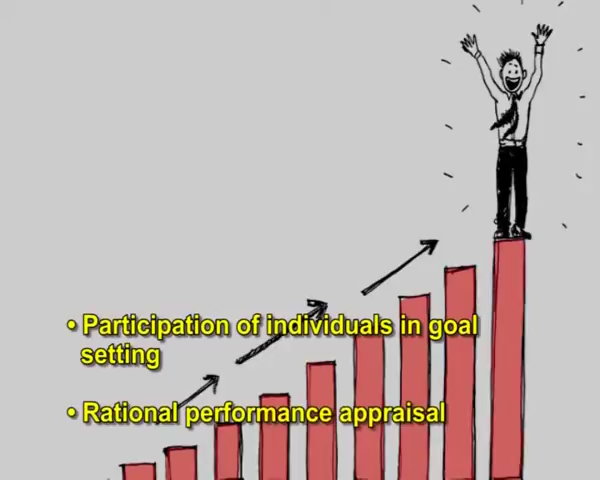 • Participation of individuals in goal
setting
• Rational performance appraisal